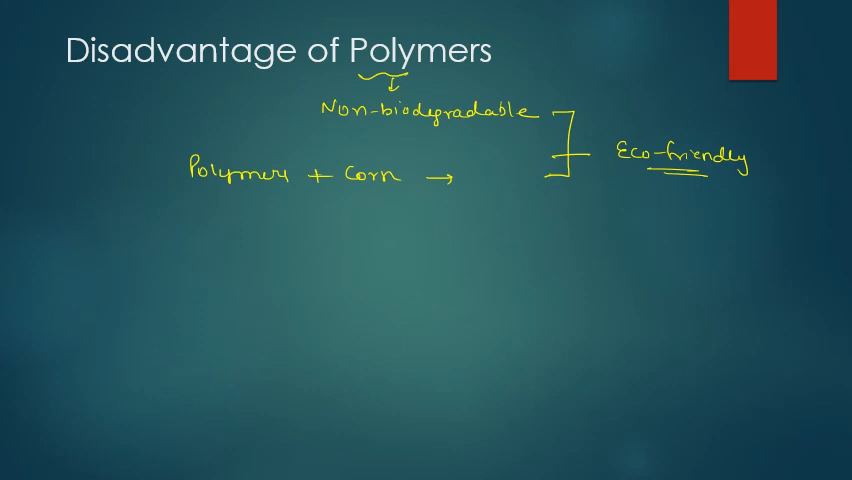 Disadvantage of Polymers
Non-biodegradable
Eco-friendly
Polymers + Corn →